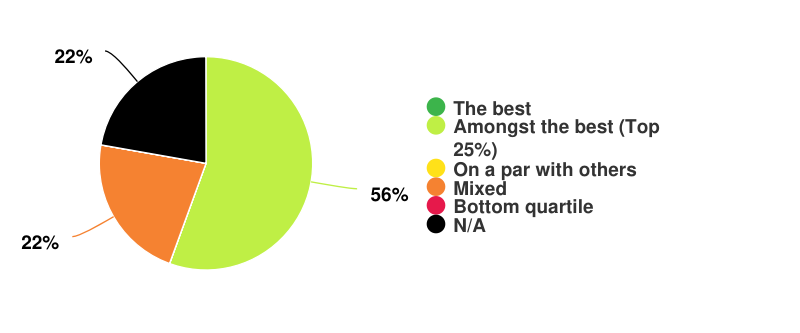 22%
56%
22%
The best
Amongst the best (Top
25%)
On a par with others
Mixed
Bottom quartile
N/A